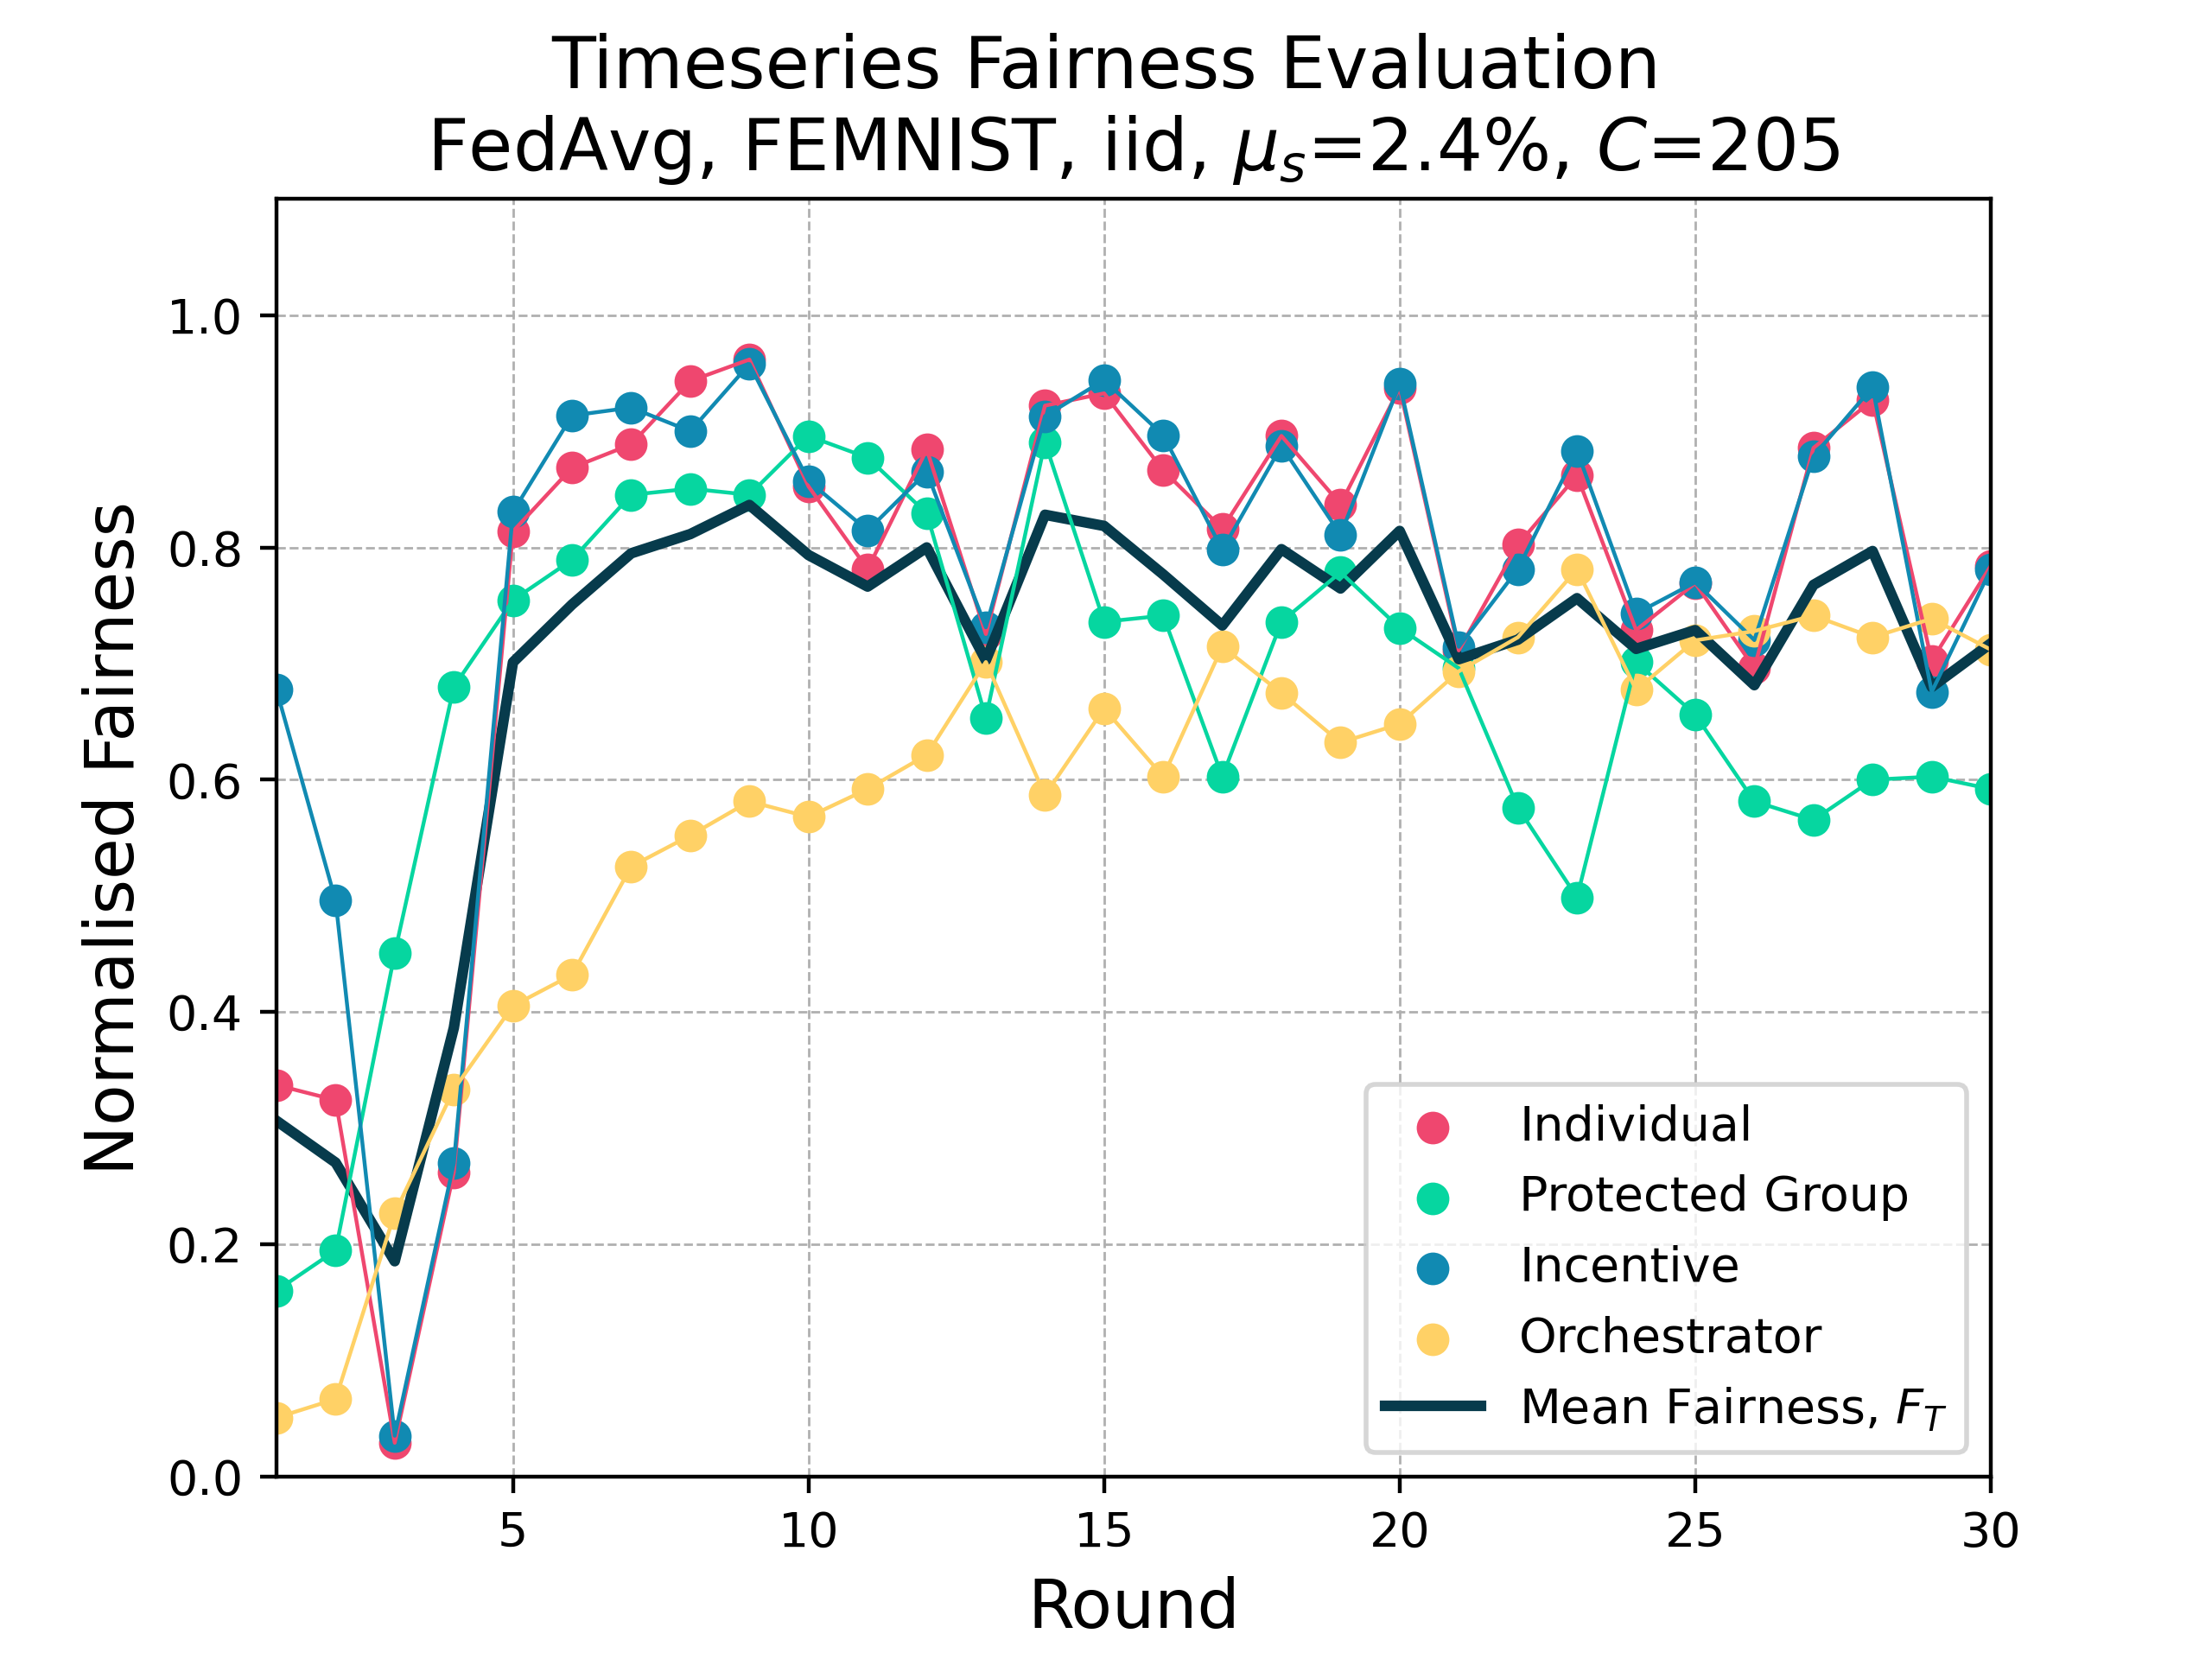 Timeseries Fairness Evaluation
FedAvg, FEMNIST, iid, μₛ=2.4%, C=205
Normalised Fairness
1.0
0.8
0.6
0.4
0.2
0.0
5 10 15 20 25 30
Round
Individual
Protected Group
Incentive
Orchestrator
Mean Fairness, F_T